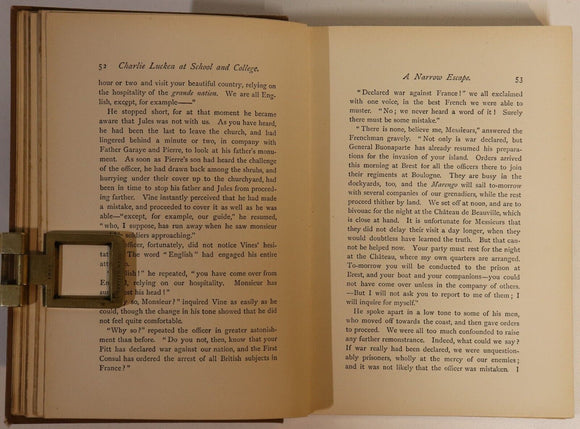 52 Charlie Lucken at School and College.
hour or two and visit your beautiful country, relying on
the hospitality of the grande nation. We are all Eng-
lish, except, for example——"
He stopped short, for at that moment he became
aware that Jules was not with us. As you have heard,
he had been the last to leave the church, and had
lingered behind a minute or two, in company with
Father Garaye and Pierre, to look at his father's monu-
ment. As soon as Pierre's son had heard the challenge
of the officer, he had drawn back among the shrubs, and
hurrying under their cover up to the churchyard, had
been in time to stop his father and Jules from proceed-
ing farther. Vine instantly perceived that he had made
a mistake, and proceeded to cover it as well as he was
able—"except, for example, our guide," he resumed,
"who, I suppose, has run away when he saw monsieur
soldiers approaching."
officer, fortunately, did not notice Vines' hesi-
The word "English" had engaged his entire
English!" he repeated, "you have come over from
England, relying on our hospitality. Monsieur has
lost his head!"
so, Monsieur?" inquired Vine as easily as he
could, though the tone of his answer showed that he did
not feel quite comfortable.
"Why so?" repeated the officer in greater astonish-
ment than before. "Do you not, then, know that your
Pitt has declared war against our nation, and the First
Consul has ordered the arrest of all British subjects in
France?"
A Narrow Escape. 53
"Declared war against France!" we all exclaimed
with one voice, in the best French we were able to
muster. "No; we never heard a word of it! Surely
there must be some mistake."
"There is none, believe me, Messieurs," answered the
Frenchman gravely. "Not only is war declared, but
General Buonaparte has already resumed his prepara-
tions for the invasion of your island. Orders arrived
this morning at Brest for all the officers there to join
their regiments at Boulogne. They are busy in the
dockyards, too, and the Marengo will sail to-morrow
with several companies of our grenadiers, while the rest
proceed thither by land. We set off at noon, and are to
bivouac for the night at the Château de Beauville, which
is close at hand. It is unfortunate for Messieurs that
they did not delay their visit a day longer, when they
would doubtless have learned the truth. But that can-
not be helped now. Your party must rest for the night
at the Château, where my own quarters are arranged.
To-morrow you will be conducted to the prison at
Brest, and your boat and your companions—you could
not have come over unless in the company of others.
—But I will not ask you to report to me of them; I
will inquire for myself."
He spoke apart in a low tone to some of his men,
who moved off towards the coast, and then gave orders
to proceed. We were all too confounded to raise
any further remonstrance. Indeed, what could we say?
If war really had been declared, we were unquestion-
ably prisoners, wholly at the mercy of our enemies;
and it was not likely that the officer was mistaken. I